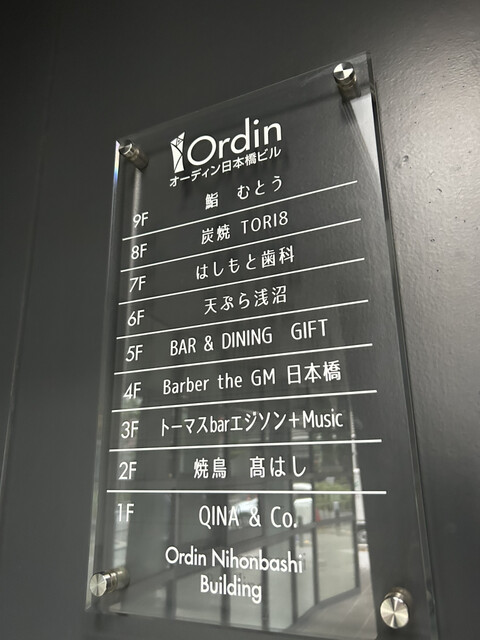 Ordin
オーディン日本橋ビル
9F 鮨 むとう
8F 炭焼 TORI8
7F はしもと歯科
6F 天ぷら浅沼
5F BAR & DINING GIFT
4F Barber the GM 日本橋
3F トーマスbarエジソン+Music
2F 焼鳥 髙はし
1F QINA & Co.
Ordin Nihonbashi
Building